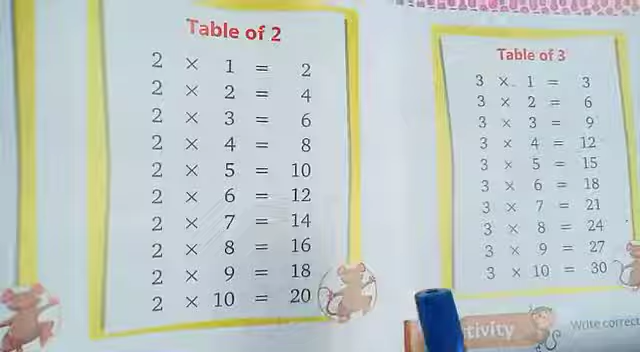 Table of 2
2 × 1 = 2
2 × 2 = 4
2 × 3 = 6
2 × 4 = 8
2 × 5 = 10
2 × 6 = 12
2 × 7 = 14
2 × 8 = 16
2 × 9 = 18
2 × 10 = 20
Table of 3
3 × 1 = 3
3 × 2 = 6
3 × 3 = 9
3 × 4 = 12
3 × 5 = 15
3 × 6 = 18
3 × 7 = 21
3 × 8 = 24
3 × 9 = 27
3 × 10 = 30
tivity
Write correct